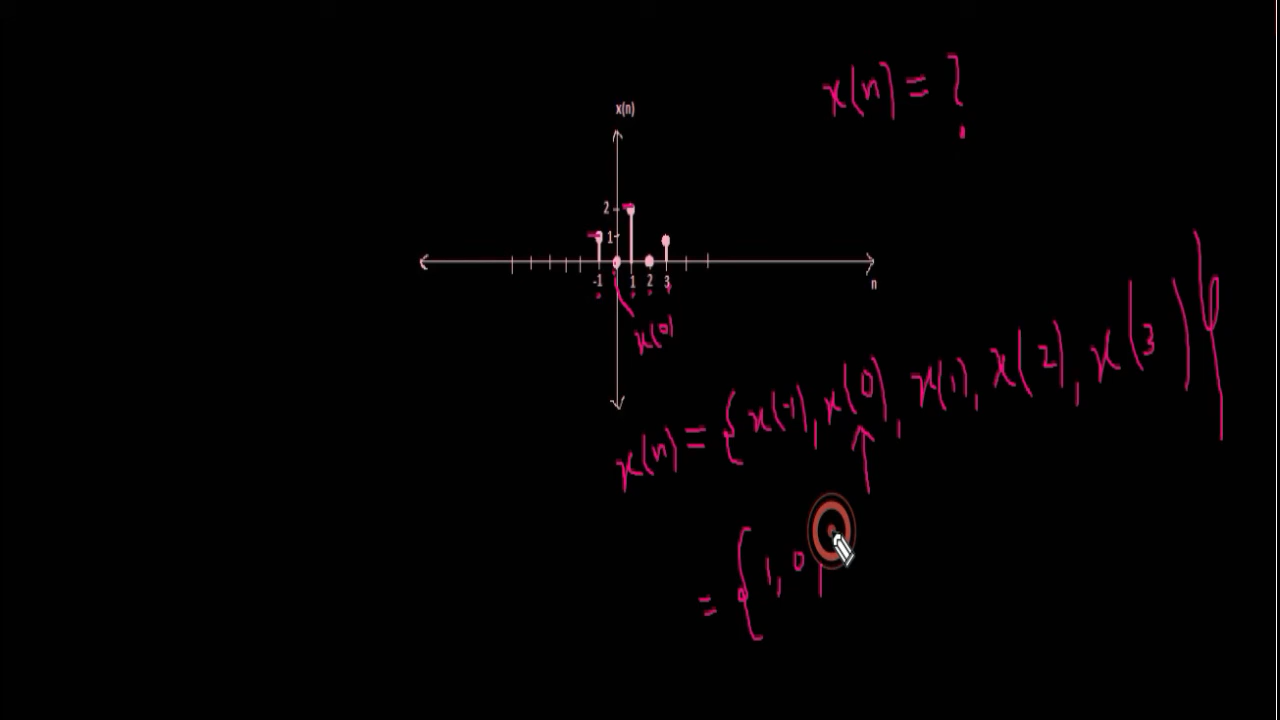 x(n) = ?
x(n)
2
1
-1 1 2 3
n
x(0)
x(n) = {x(-1), x(0), x(1), x(2), x(3)}
↑
= {1, 0,